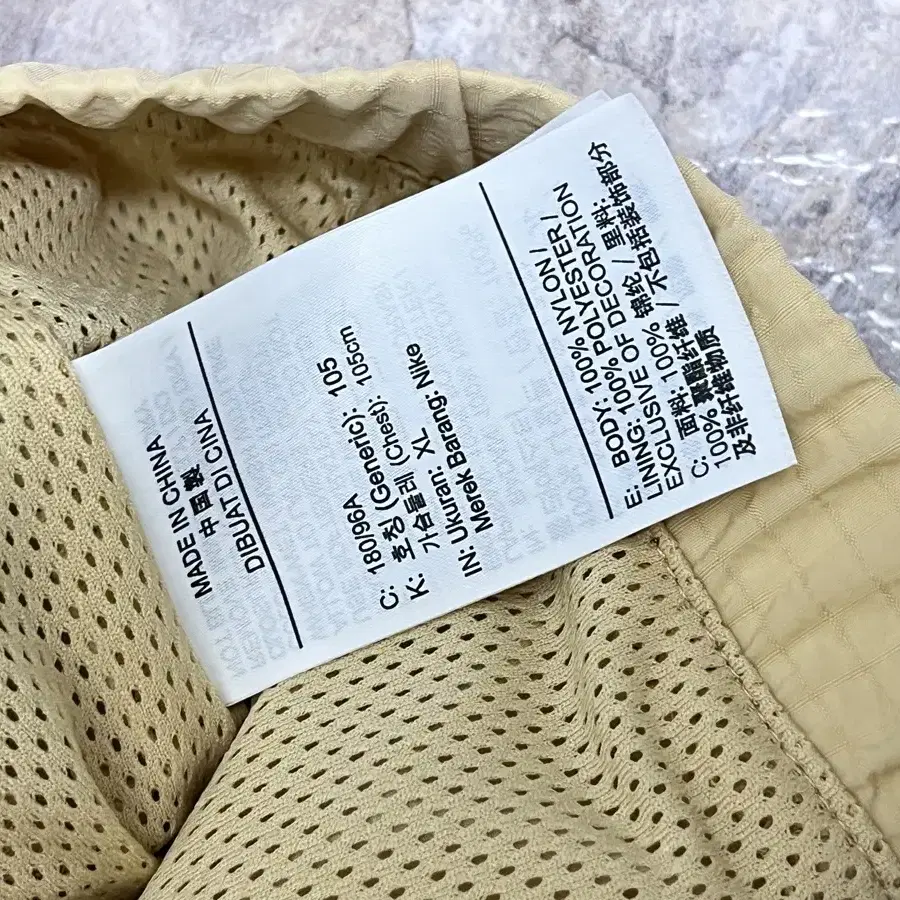 MADE IN CHINA
中国製
DIBUAT DI CINA
C: 180/96A
K: 호칭 (Generic): 105
가슴둘레 (Chest): 105cm
IN: Ukuran: XL
Merek Barang: Nike
BODY: 100% NYLON/
E: 100% POLYESTER/
LINING: OF DECORATION
EXCLUSIVE
面料: 100% 锦纶 / 里料:
C: 100% 聚酯纤维 / 不包括装饰部分
及非纤维物质